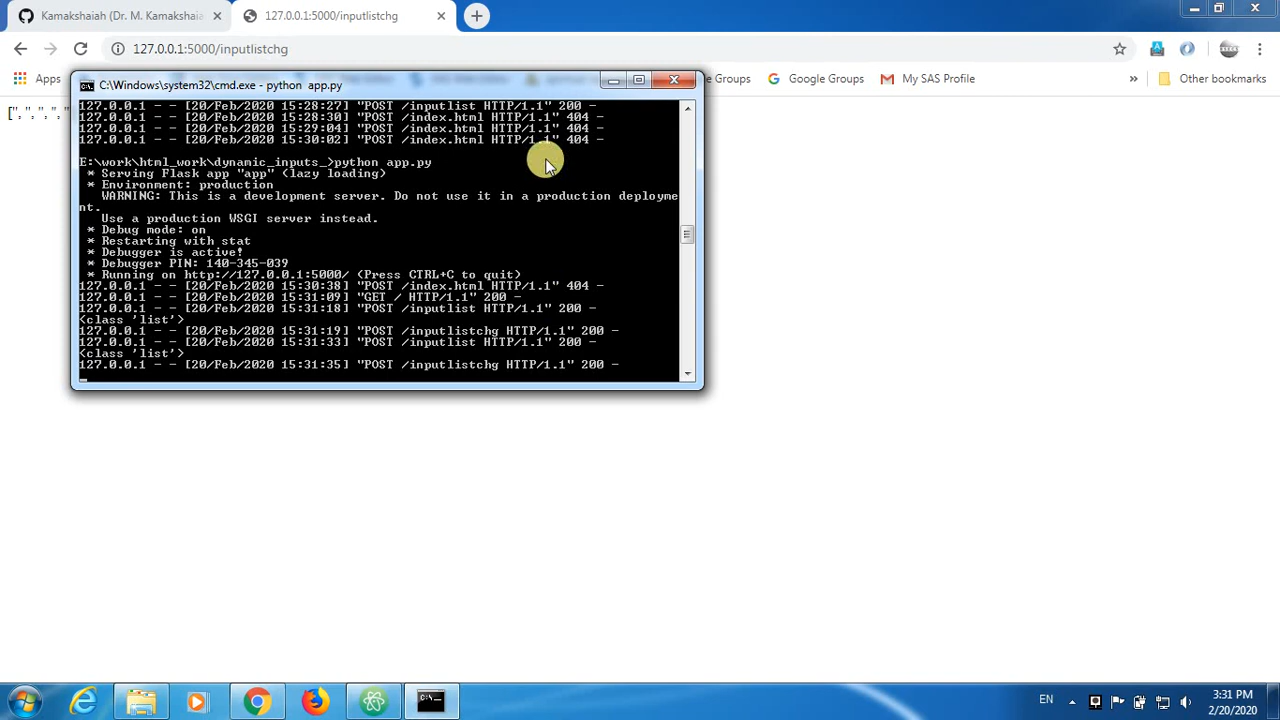 Kamakshaiah (Dr. M. Kamakshaia
127.0.0.1:5000/inputlistchg
127.0.0.1:5000/inputlistchg
Apps
Groups
Google Groups
My SAS Profile
»
Other bookmarks
C:\Windows\system32\cmd.exe - python  app.py
[",",",","
127.0.0.1 - - [20/Feb/2020 15:28:27] "POST /inputlist HTTP/1.1" 200 -
127.0.0.1 - - [20/Feb/2020 15:28:30] "POST /index.html HTTP/1.1" 404 -
127.0.0.1 - - [20/Feb/2020 15:29:04] "POST /index.html HTTP/1.1" 404 -
127.0.0.1 - - [20/Feb/2020 15:30:02] "POST /index.html HTTP/1.1" 404 -
E:\work\html_work\dynamic_inputs_>python app.py
* Serving Flask app "app" (lazy loading)
* Environment: production
WARNING: This is a development server. Do not use it in a production deployme
nt.
Use a production WSGI server instead.
* Debug mode: on
* Restarting with stat
* Debugger is active!
* Debugger PIN: 140-345-039
* Running on http://127.0.0.1:5000/ (Press CTRL+C to quit)
127.0.0.1 - - [20/Feb/2020 15:30:38] "POST /index.html HTTP/1.1" 404 -
127.0.0.1 - - [20/Feb/2020 15:31:09] "GET / HTTP/1.1" 200 -
127.0.0.1 - - [20/Feb/2020 15:31:18] "POST /inputlist HTTP/1.1" 200 -
<class 'list'>
127.0.0.1 - - [20/Feb/2020 15:31:19] "POST /inputlistchg HTTP/1.1" 200 -
127.0.0.1 - - [20/Feb/2020 15:31:33] "POST /inputlist HTTP/1.1" 200 -
<class 'list'>
127.0.0.1 - - [20/Feb/2020 15:31:35] "POST /inputlistchg HTTP/1.1" 200 -
EN
3:31 PM
2/20/2020